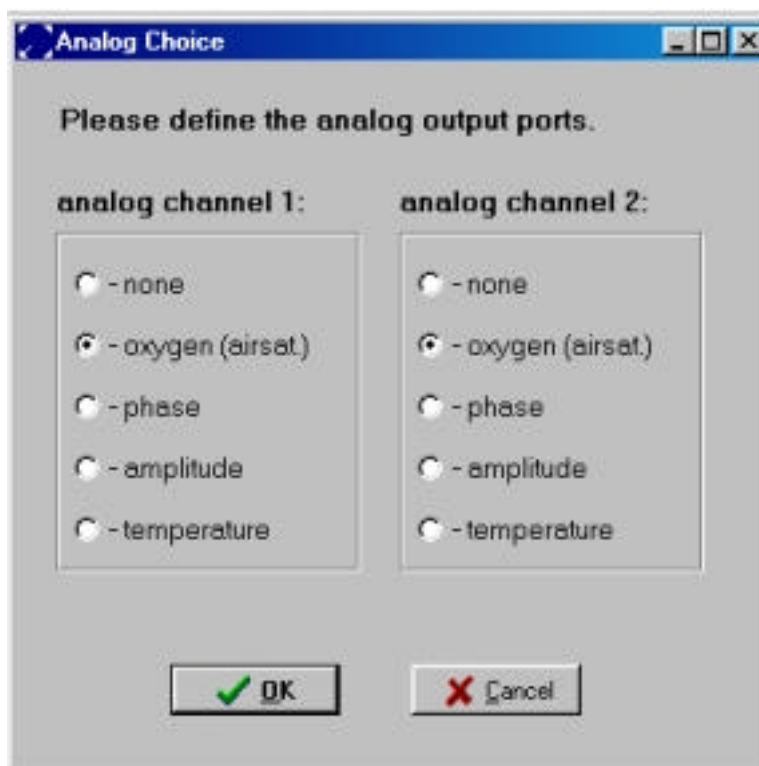 Analog Choice
Please define the analog output ports.
analog channel 1:
- none
- oxygen (airsat.)
- phase
- amplitude
- temperature
analog channel 2:
- none
- oxygen (airsat.)
- phase
- amplitude
- temperature
OK
Cancel